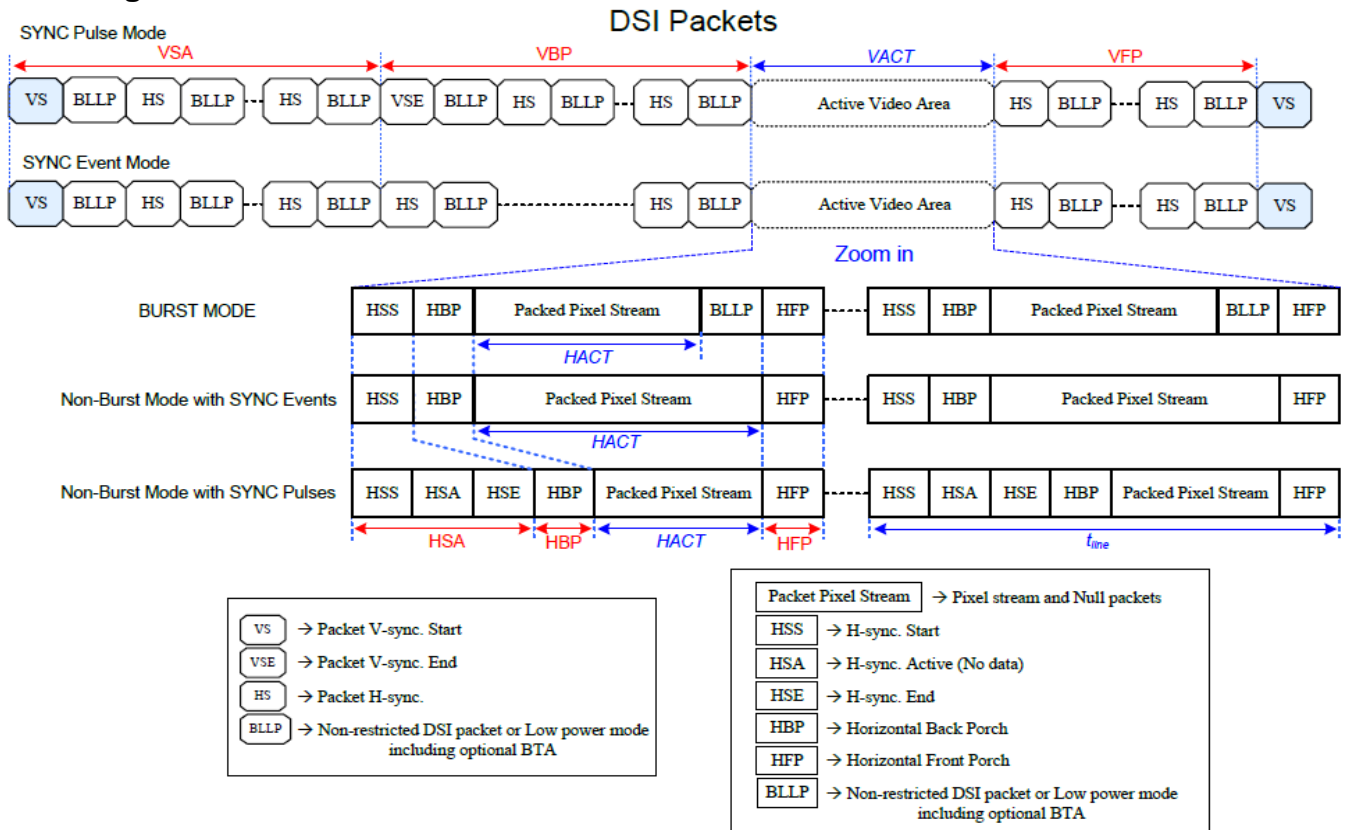 DSI Packets
SYNC Pulse Mode
VSA VBP VACT VFP
VS BLLP HS BLLP HS BLLP VSE BLLP HS BLLP HS BLLP Active Video Area HS BLLP HS BLLP VS
SYNC Event Mode
VS BLLP HS BLLP HS BLLP HS BLLP HS BLLP Active Video Area HS BLLP HS BLLP VS
Zoom in
BURST MODE HSS HBP Packed Pixel Stream BLLP HFP HSS HBP Packed Pixel Stream BLLP HFP
HACT
Non-Burst Mode with SYNC Events HSS HBP Packed Pixel Stream HFP HSS HBP Packed Pixel Stream HFP
HACT
Non-Burst Mode with SYNC Pulses HSS HSA HSE HBP Packed Pixel Stream HFP HSS HSA HSE HBP Packed Pixel Stream HFP
HSA HBP HACT HFP tline
VS → Packet V-sync. Start
VSE → Packet V-sync. End
HS → Packet H-sync.
BLLP → Non-restricted DSI packet or Low power mode
including optional BTA
Packet Pixel Stream → Pixel stream and Null packets
HSS → H-sync. Start
HSA → H-sync. Active (No data)
HSE → H-sync. End
HBP → Horizontal Back Porch
HFP → Horizontal Front Porch
BLLP → Non-restricted DSI packet or Low power mode
including optional BTA